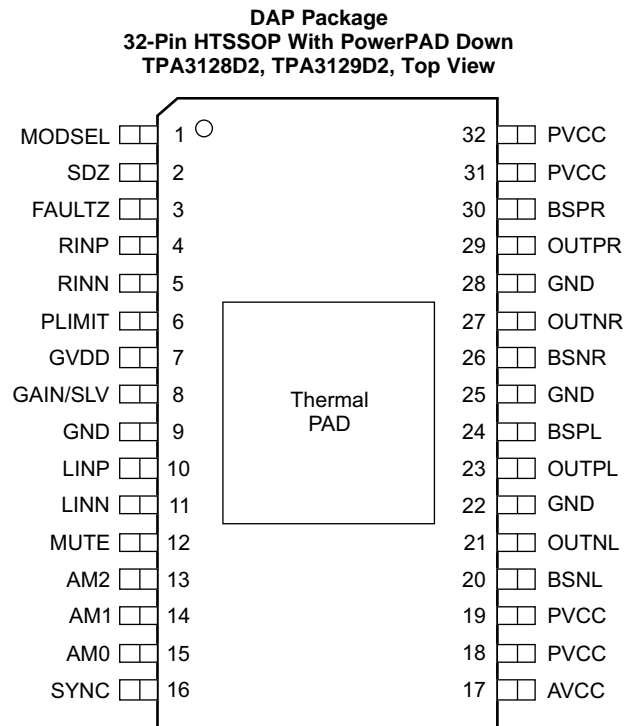 DAP Package
32-Pin HTSSOP With PowerPAD Down
TPA3128D2, TPA3129D2, Top View
MODSEL 1 32 PVCC
SDZ 2 31 PVCC
FAULTZ 3 30 BSPR
RINP 4 29 OUTPR
RINN 5 28 GND
PLIMIT 6 27 OUTNR
GVDD 7 26 BSNR
GAIN/SLV 8 25 GND
GND 9 24 BSPL
LINP 10 23 OUTPL
LINN 11 22 GND
MUTE 12 21 OUTNL
AM2 13 20 BSNL
AM1 14 19 PVCC
AM0 15 18 PVCC
SYNC 16 17 AVCC
Thermal
PAD